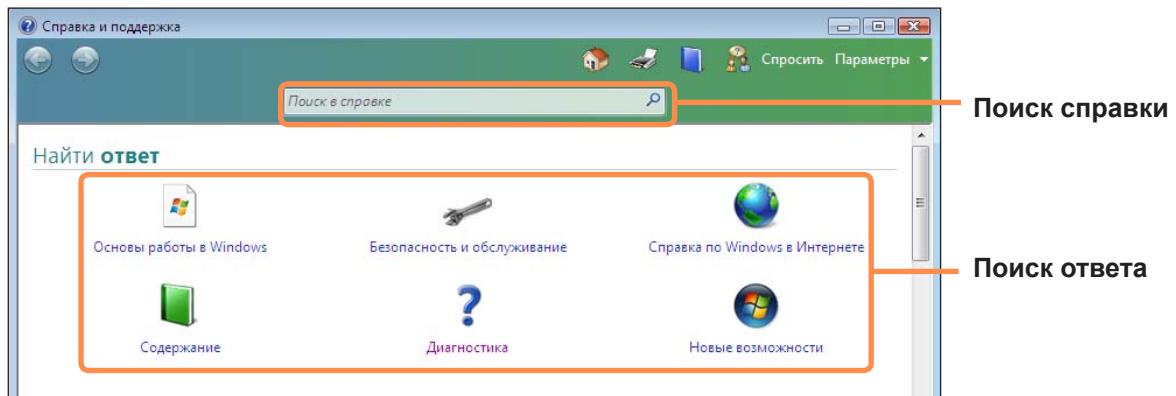 Справка и поддержка
Спросить Параметры
Поиск в справке
Поиск справки
Найти ответ
Основы работы в Windows
Безопасность и обслуживание
Справка по Windows в Интернете
Поиск ответа
Содержание
Диагностика
Новые возможности